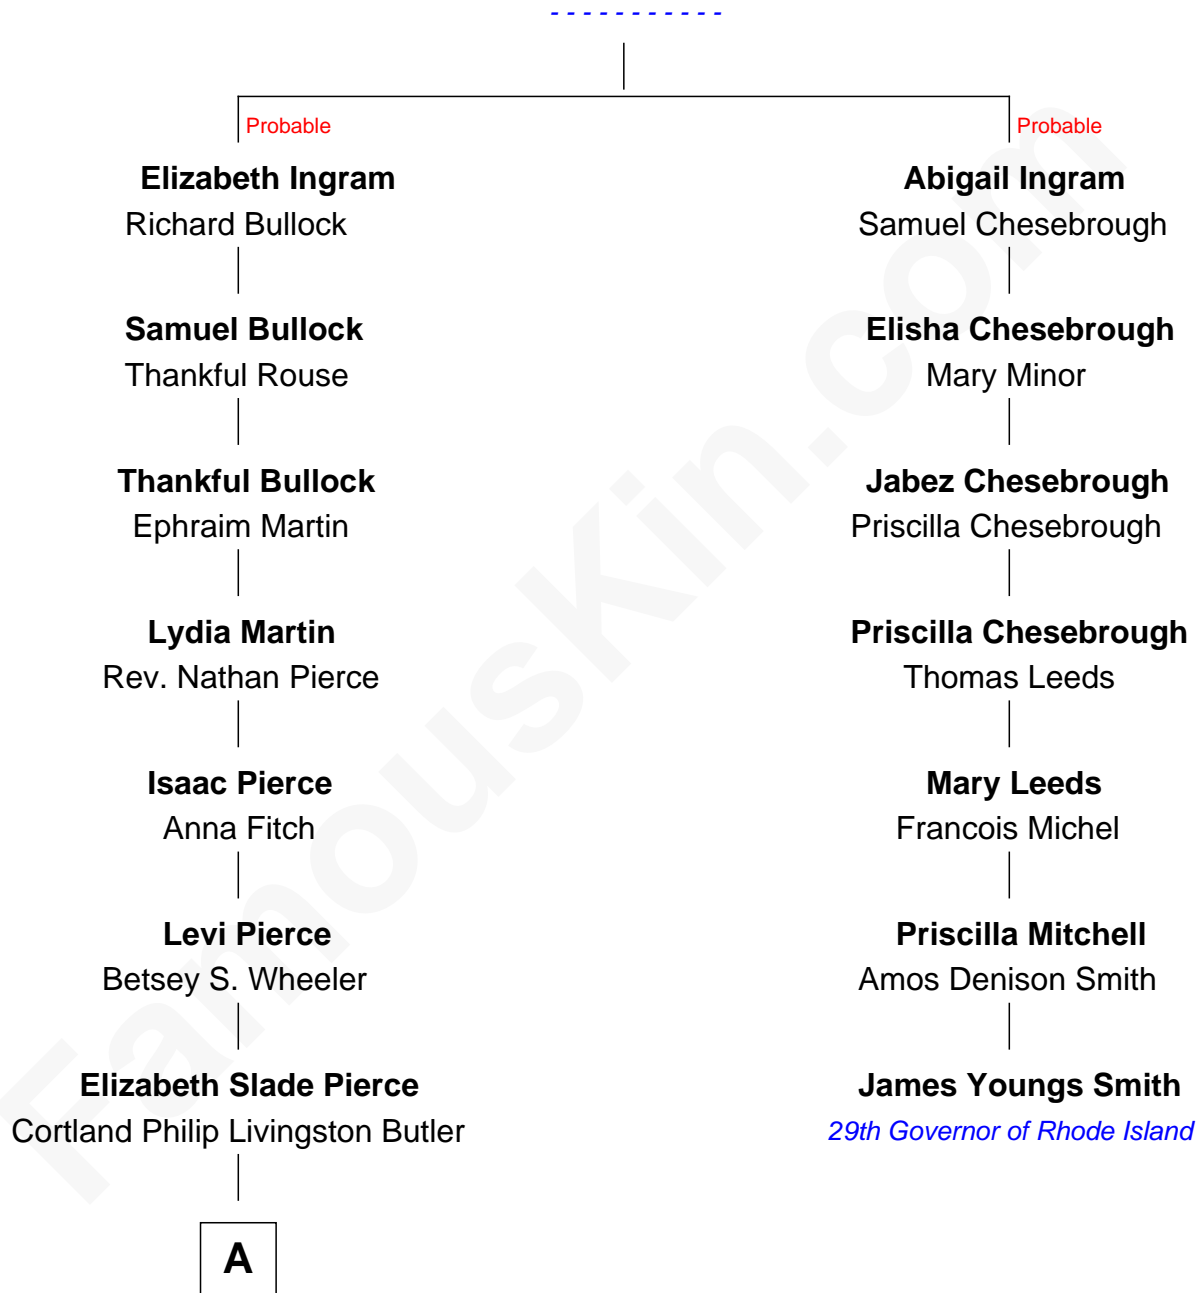 - - - - - - - - - - -
Probable
Probable
Elizabeth Ingram
Abigail Ingram
Richard Bullock
Samuel Chesebrough
Samuel Bullock
Elisha Chesebrough
Thankful Rouse
Mary Minor
Thankful Bullock
Jabez Chesebrough
Ephraim Martin
Priscilla Chesebrough
Lydia Martin
Priscilla Chesebrough
Rev. Nathan Pierce
Thomas Leeds
Isaac Pierce
Mary Leeds
Anna Fitch
Francois Michel
Levi Pierce
Priscilla Mitchell
Betsey S. Wheeler
Amos Denison Smith
Elizabeth Slade Pierce
James Youngs Smith
Cortland Philip Livingston Butler
29th Governor of Rhode Island
A
FamousKin.com